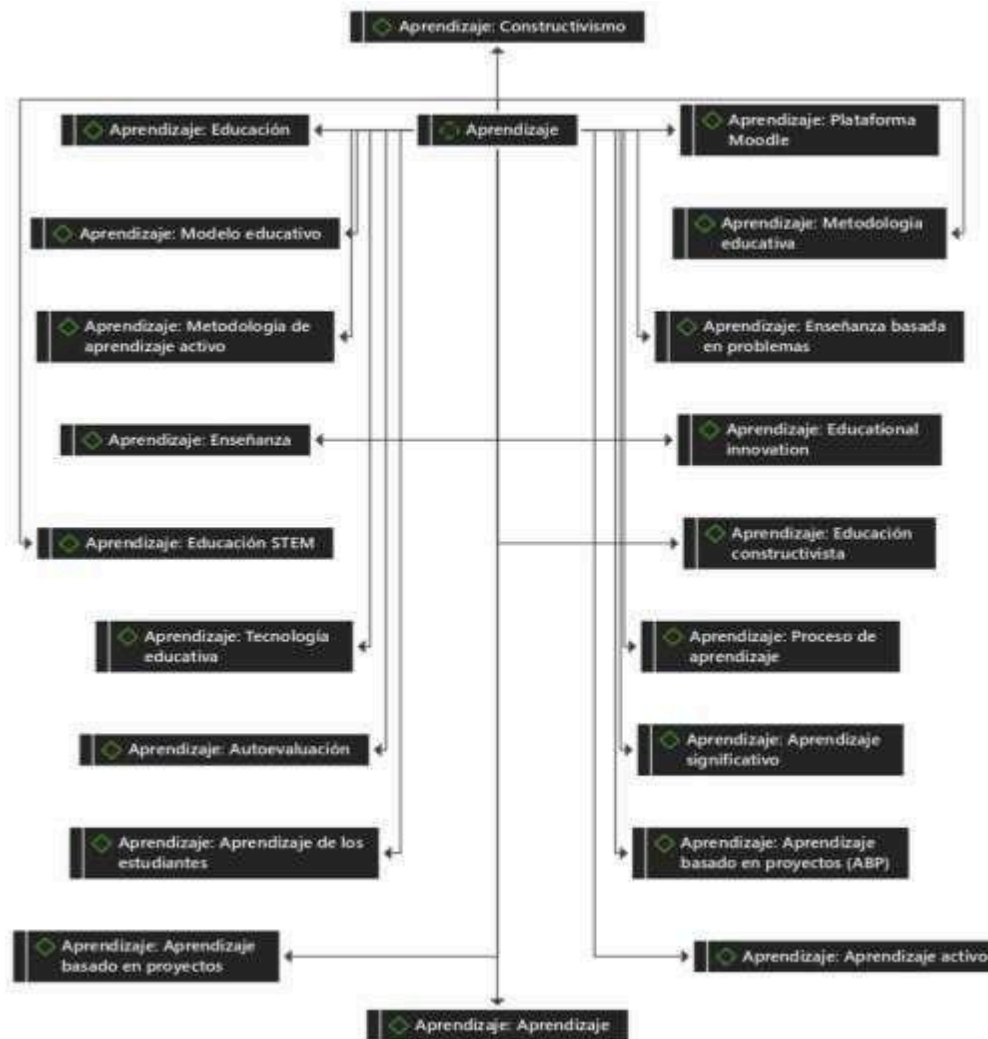 Aprendizaje: Constructivismo
Aprendizaje: Educación
Aprendizaje
Aprendizaje: Plataforma
Moodle
Aprendizaje: Modelo educativo
Aprendizaje: Metodología
educativa
Aprendizaje: Metodología de
aprendizaje activo
Aprendizaje: Enseñanza basada
en problemas
Aprendizaje: Enseñanza
Aprendizaje: Educational
innovation
Aprendizaje: Educación STEM
Aprendizaje: Educación
constructivista
Aprendizaje: Tecnología
educativa
Aprendizaje: Proceso de
aprendizaje
Aprendizaje: Autoevaluación
Aprendizaje: Aprendizaje
significativo
Aprendizaje: Aprendizaje de los
estudiantes
Aprendizaje: Aprendizaje
basado en proyectos (ABP)
Aprendizaje: Aprendizaje
basado en proyectos
Aprendizaje: Aprendizaje activo
Aprendizaje: Aprendizaje